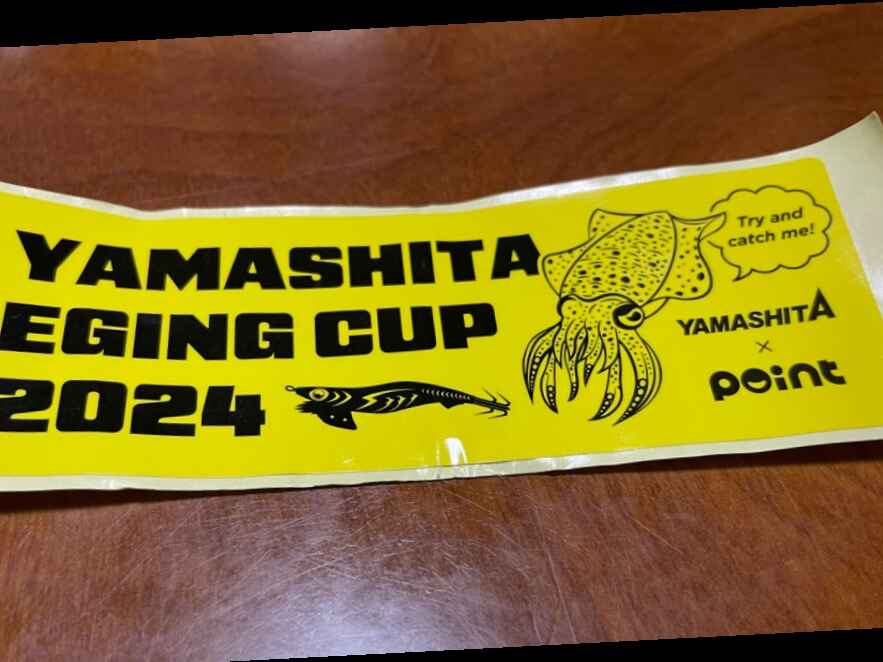 YAMASHITA
EGING CUP
2024
Try and
catch me!
YAMASHITA
×
point